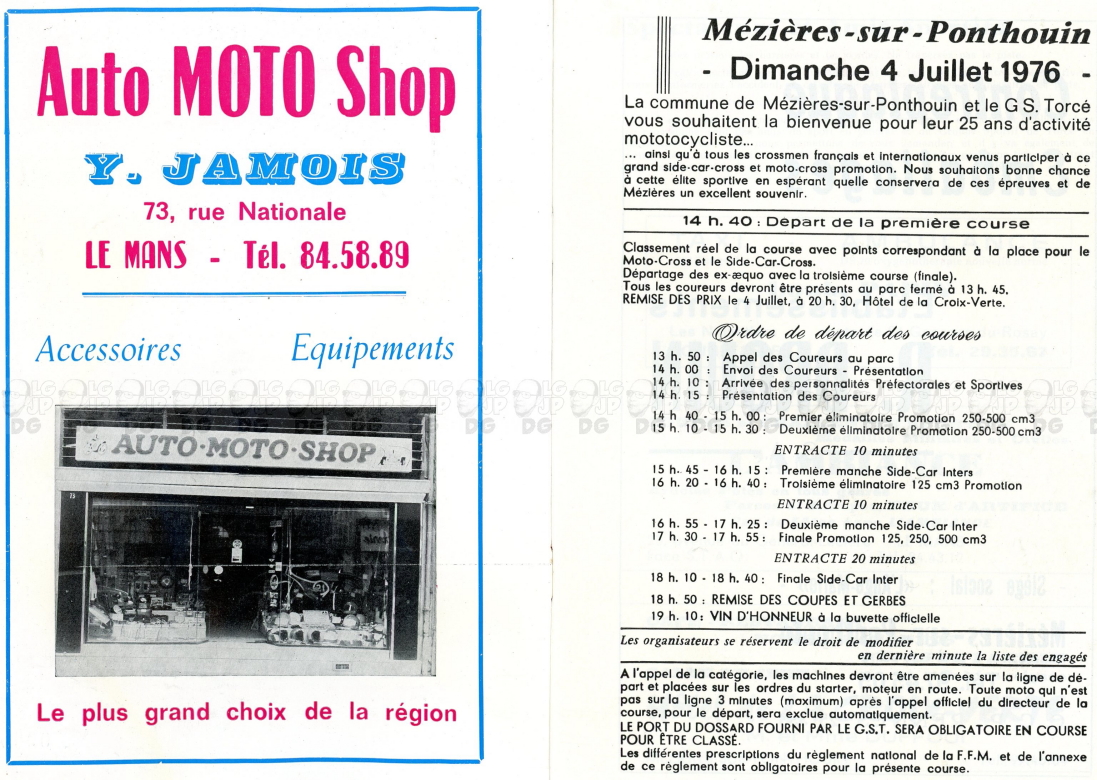 Auto MOTO Shop
Y. JAMOIS
73, rue Nationale
LE MANS - Tél. 84.58.89
Accessoires Equipements
AUTO-MOTO-SHOP
Le plus grand choix de la région
Mézières-sur-Ponthouin
- Dimanche 4 Juillet 1976 -
La commune de Mézières-sur-Ponthouin et le G S. Torcé
vous souhaitent la bienvenue pour leur 25 ans d'activité
mototocycliste...
... ainsi qu'à tous les crossmen français et internationaux venus participer à ce
grand side-car-cross et moto-cross promotion. Nous souhaitons bonne chance
à cette élite sportive en espérant quelle conservera de ces épreuves et de
Mézières un excellent souvenir.
14 h. 40 : Départ de la première course
Classement réel de la course avec points correspondant à la place pour le
Moto-Cross et le Side-Car-Cross.
Départage des ex-æquo avec la troisième course (finale).
Tous les coureurs devront être présents au parc fermé à 13 h. 45.
REMISE DES PRIX le 4 Juillet, à 20 h. 30, Hôtel de la Croix-Verte.
Ordre de départ des courses
13 h. 50 : Appel des Coureurs au parc
14 h. 00 : Envoi des Coureurs - Présentation
14 h. 10 : Arrivée des personnalités Préfectorales et Sportives
14 h. 15 : Présentation des Coureurs
14 h 40 - 15 h. 00 : Premier éliminatoire Promotion 250-500 cm3
15 h. 10 - 15 h. 30 : Deuxième éliminatoire Promotion 250-500 cm3
ENTRACTE 10 minutes
15 h. 45 - 16 h. 15 : Première manche Side-Car Inters
16 h. 20 - 16 h. 40 : Troisième éliminatoire 125 cm3 Promotion
ENTRACTE 10 minutes
16 h. 55 - 17 h. 25 : Deuxième manche Side-Car Inter
17 h. 30 - 17 h. 55 : Finale Promotion 125, 250, 500 cm3
ENTRACTE 20 minutes
18 h. 10 - 18 h. 40 : Finale Side-Car Inter
18 h. 50 : REMISE DES COUPES ET GERBES
19 h. 10 : VIN D'HONNEUR à la buvette officielle
Les organisateurs se réservent le droit de modifier
en dernière minute la liste des engagés
A l'appel de la catégorie, les machines devront être amenées sur la ligne de dé-
part et placées sur les ordres du starter, moteur en route. Toute moto qui n'est
pas sur la ligne 3 minutes (maximum) après l'appel officiel du directeur de la
course, pour le départ, sera exclue automatiquement.
LE PORT DU DOSSARD FOURNI PAR LE G.S.T. SERA OBLIGATOIRE EN COURSE
POUR ÊTRE CLASSÉ.
Les différentes prescriptions du règlement national de la F.F.M. et de l'annexe
de ce règlement sont obligatoires pour la présente course.